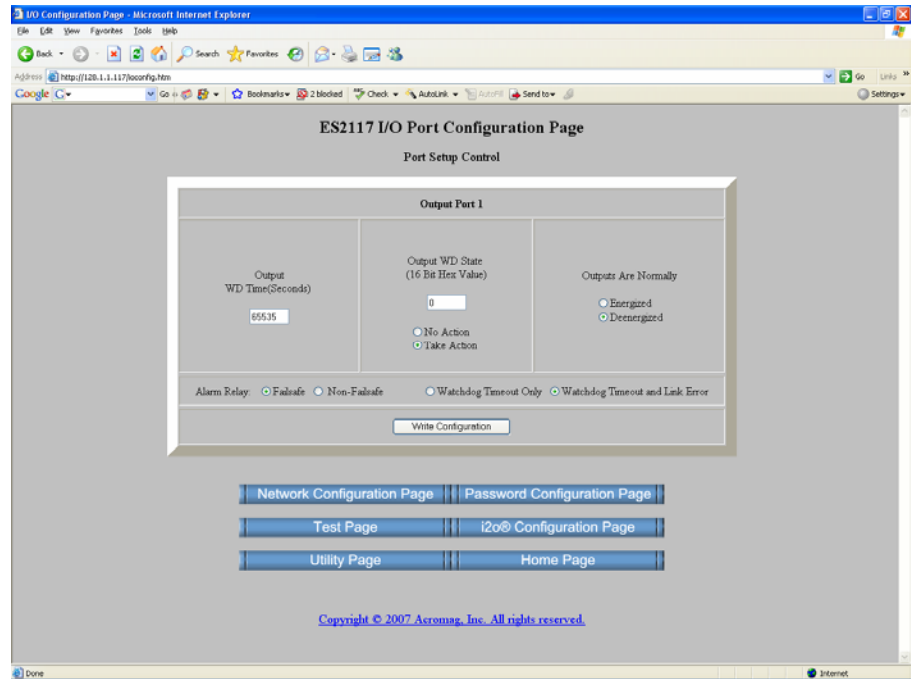 I/O Configuration Page - Microsoft Internet Explorer
File Edit View Favorites Tools Help
Back Search Favorites
Address http://128.1.1.117/ioconfig.htm Go Links »
Google G Go Bookmarks 2 blocked Check AutoLink AutoFill Send to Settings
ES2117 I/O Port Configuration Page
Port Setup Control
Output Port 1
Output
WD Time(Seconds)
65535
Output WD State
(16 Bit Hex Value)
0
No Action
Take Action
Outputs Are Normally
Energized
Deenergized
Alarm Relay: Failsafe Non-Failsafe Watchdog Timeout Only Watchdog Timeout and Link Error
Write Configuration
Network Configuration Page Password Configuration Page
Test Page i2o® Configuration Page
Utility Page Home Page
Copyright © 2007 Acromag, Inc. All rights reserved.
Done Internet